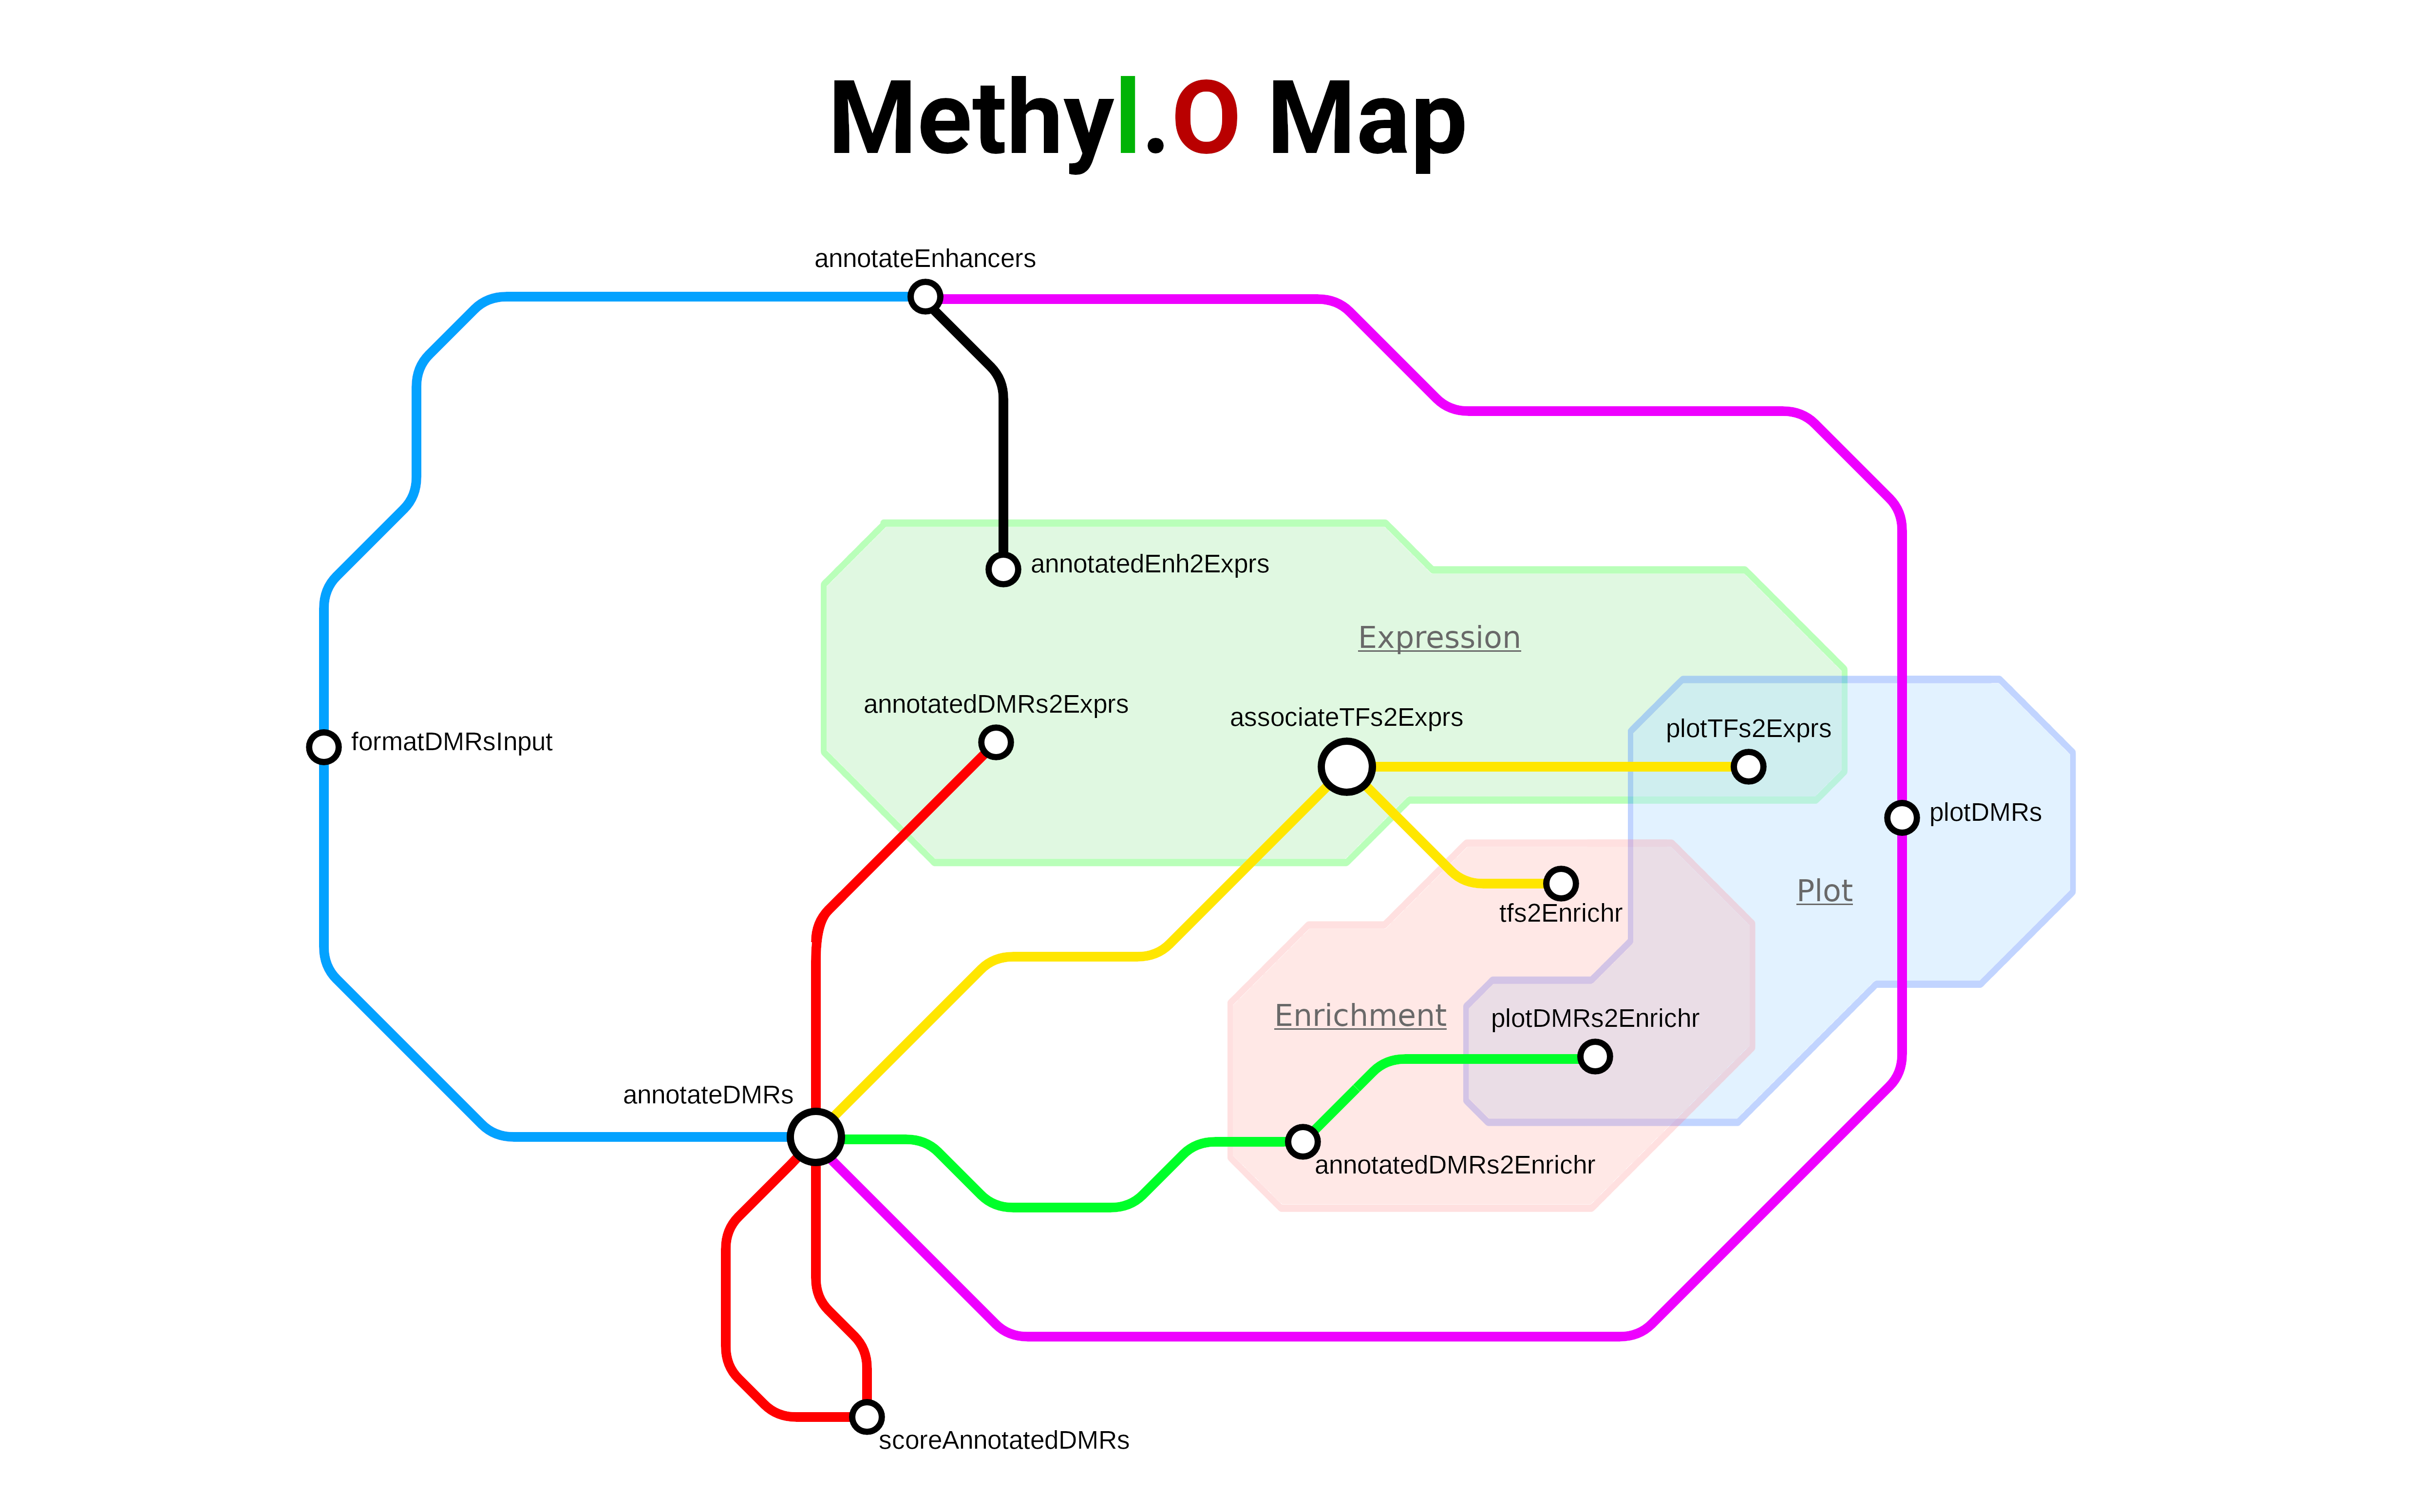 Methyl.O Map
annotateEnhancers
annotatedEnh2Exprs
Expression
annotatedDMRs2Exprs
associateTFs2Exprs
plotTFs2Exprs
formatDMRsInput
plotDMRs
Plot
tfs2Enrichr
Enrichment
plotDMRs2Enrichr
annotateDMRs
annotatedDMRs2Enrichr
scoreAnnotatedDMRs